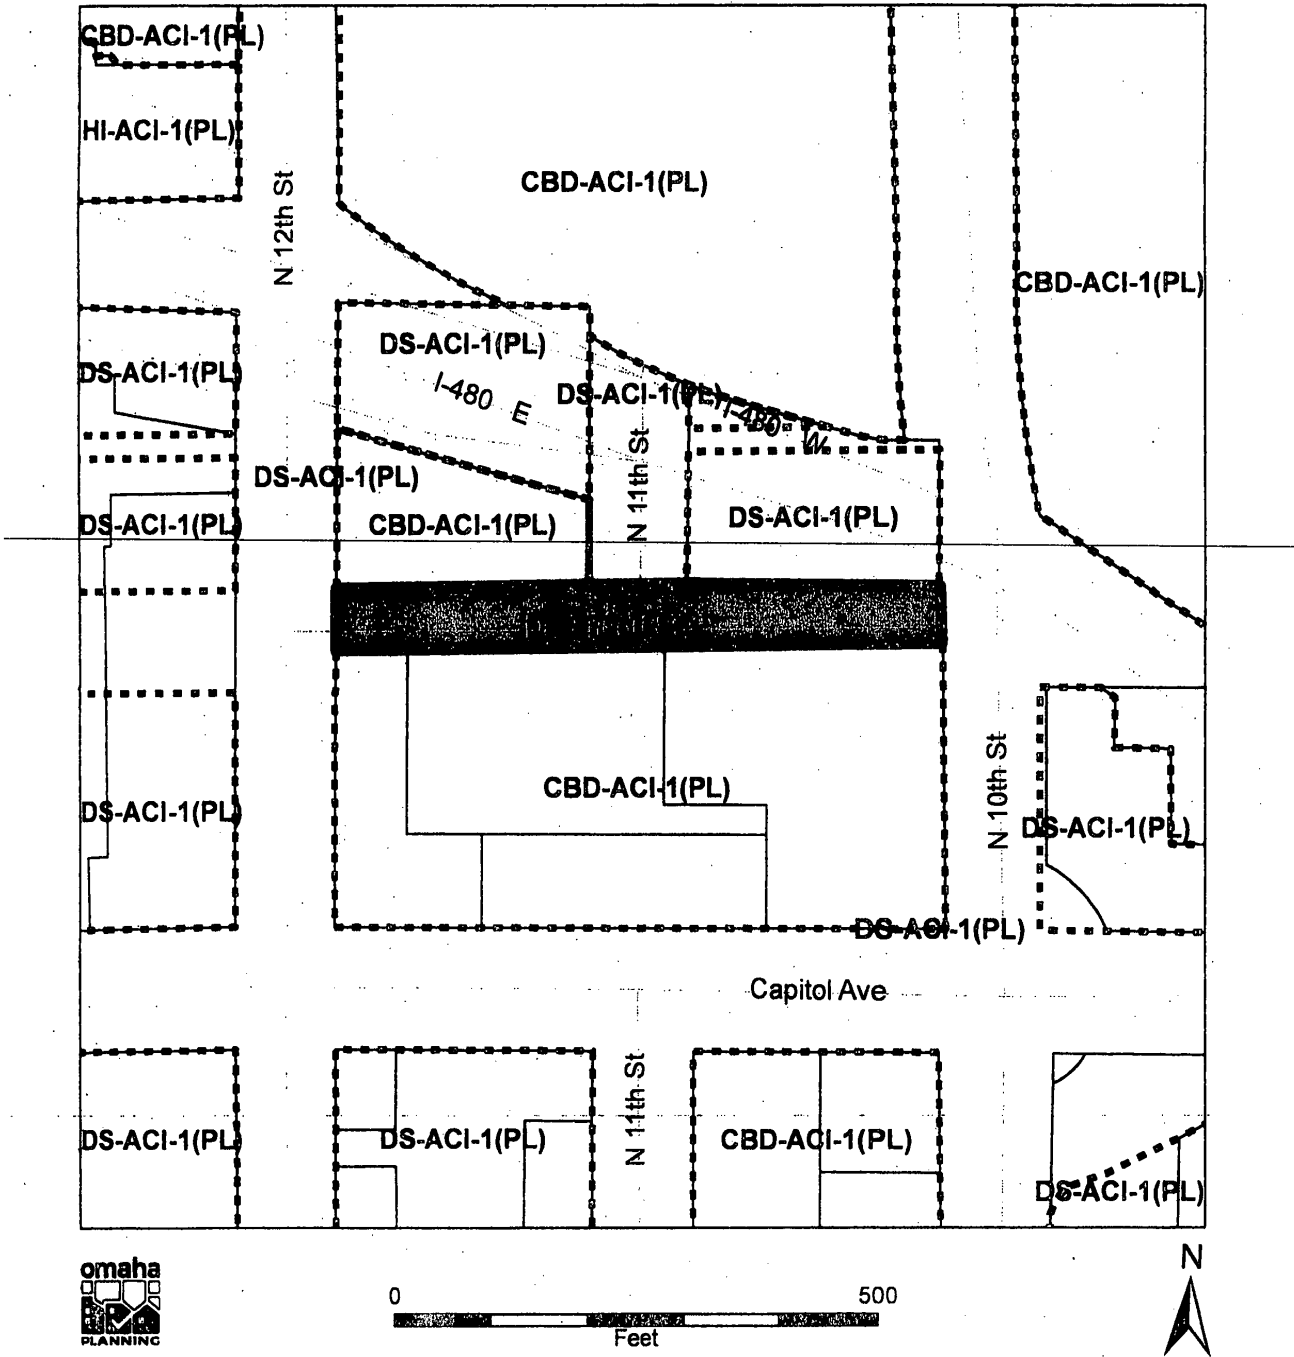 CBD-ACI-1(PL)
HI-ACI-1(PL)
CBD-ACI-1(PL)
N 12th St
CBD-ACI-1(PL)
DS-ACI-1(PL)
DS-ACI-1(PL)
I-480 E
DS-ACI-1(PL)
I-480 W
N 11th St
DS-ACI-1(PL)
DS-ACI-1(PL)
CBD-ACI-1(PL)
DS-ACI-1(PL)
CBD-ACI-1(PL)
N 10th St
DS-ACI-1(PL)
DS-ACI-1(PL)
DS-ACI-1(PL)
Capitol Ave
N 11th St
DS-ACI-1(PL)
DS-ACI-1(PL)
CBD-ACI-1(PL)
DS-ACI-1(PL)
omaha
PLANNING
0 500
Feet
N